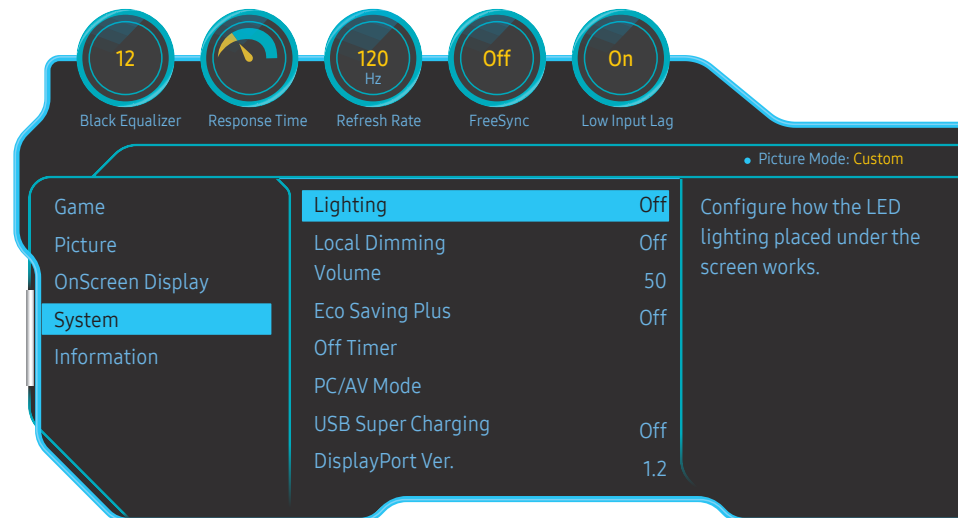 12
120
Hz
Off
On
Black Equalizer
Response Time
Refresh Rate
FreeSync
Low Input Lag
● Picture Mode: Custom
Game
Picture
OnScreen Display
System
Information
Lighting Off
Local Dimming Off
Volume 50
Eco Saving Plus Off
Off Timer
PC/AV Mode
USB Super Charging Off
DisplayPort Ver. 1.2
Configure how the LED
lighting placed under the
screen works.